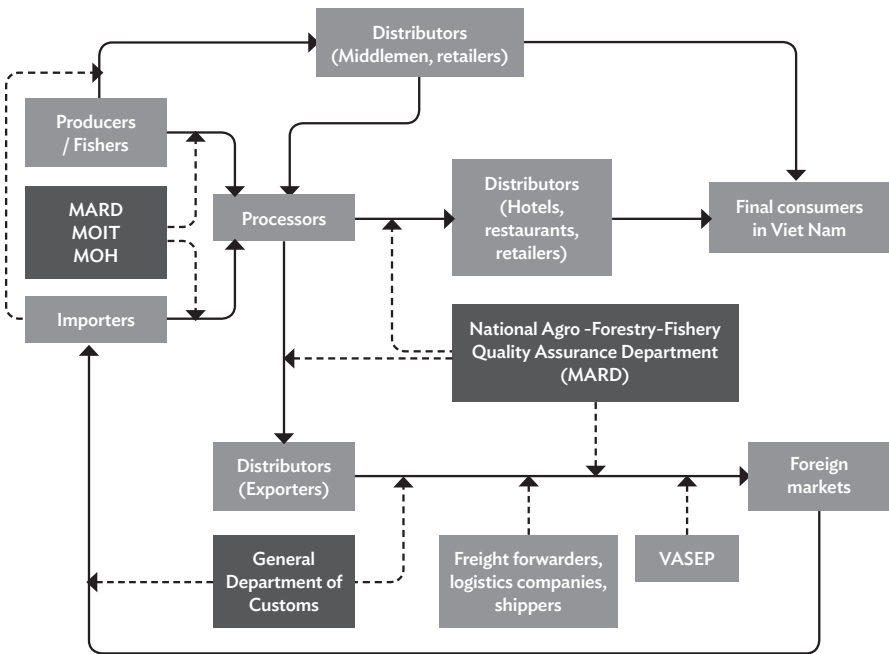 Distributors
(Middlemen, retailers)
Producers
/ Fishers
MARD
MOIT
MOH
Importers
Processors
Distributors
(Hotels,
restaurants,
retailers)
Final consumers
in Viet Nam
National Agro -Forestry-Fishery
Quality Assurance Department
(MARD)
Distributors
(Exporters)
Foreign
markets
General
Department of
Customs
Freight forwarders,
logistics companies,
shippers
VASEP